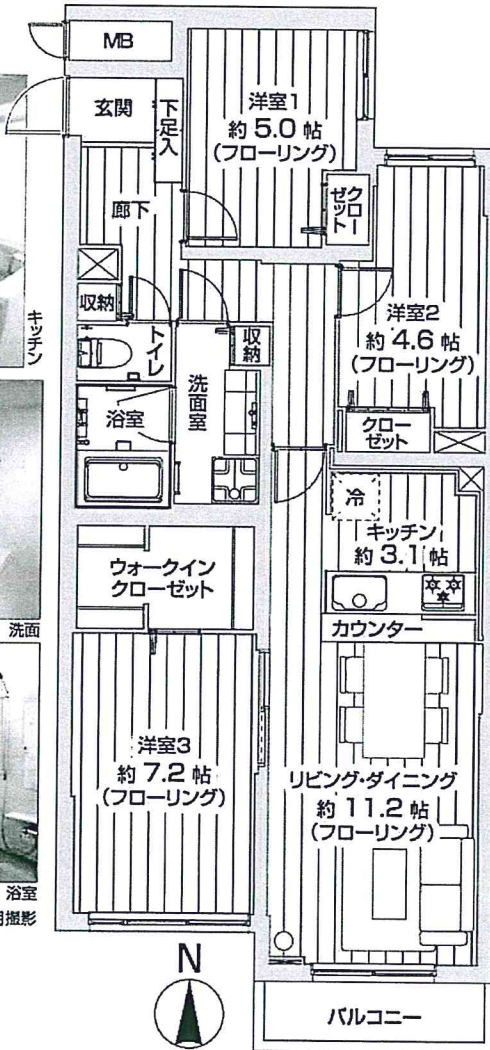 MB
玄関
下足入
洋室1
約 5.0 帖
(フローリング)
クローゼット
廊下
収納
トイレ
収納
洗面室
浴室
洋室2
約 4.6 帖
(フローリング)
クロー
ゼット
冷
キッチン
約 3.1 帖
カウンター
ウォークイン
クローゼット
洋室3
約 7.2 帖
(フローリング)
リビング・ダイニング
約 11.2 帖
(フローリング)
バルコニー
N
キッチン
洗面
浴室
月撮影